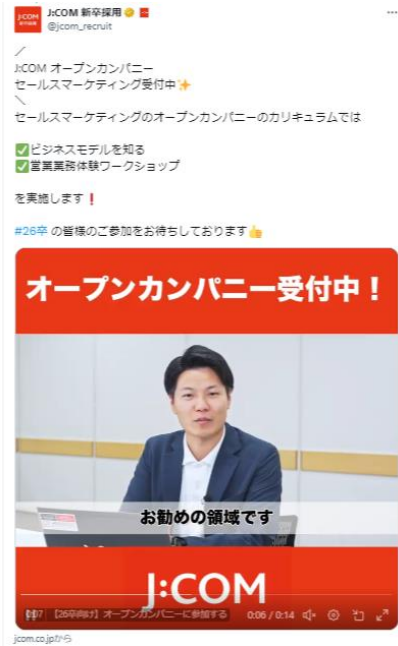 J:COM 新卒採用
@jcom_recruit
J:COM
／
J:COM オープンカンパニー
セールスマーケティング受付中✨
＼
セールスマーケティングのオープンカンパニーのカリキュラムでは
✅ビジネスモデルを知る
✅営業業務体験ワークショップ
を実施します❗
#26卒 の皆様のご参加をお待ちしております👍
オープンカンパニー受付中！
お勧めの領域です
J:COM
【26卒向け】オープンカンパニーに参加する
0:06 / 0:14
jcom.co.jpから